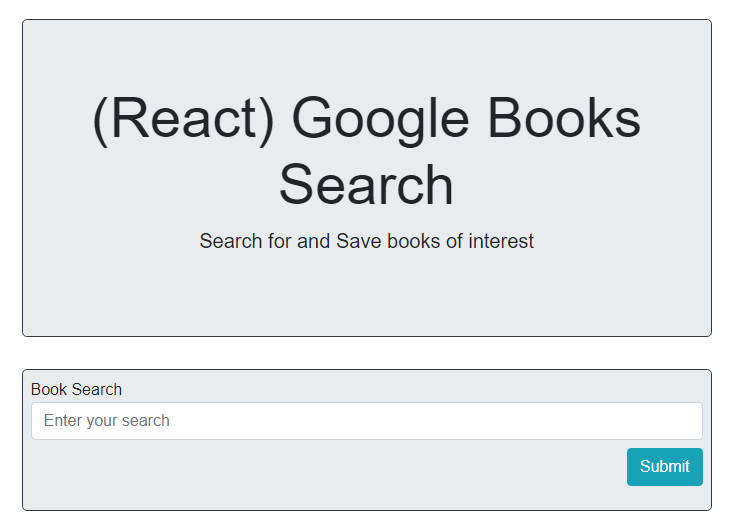 (React) Google Books
Search
Search for and Save books of interest
Book Search
Enter your search
Submit